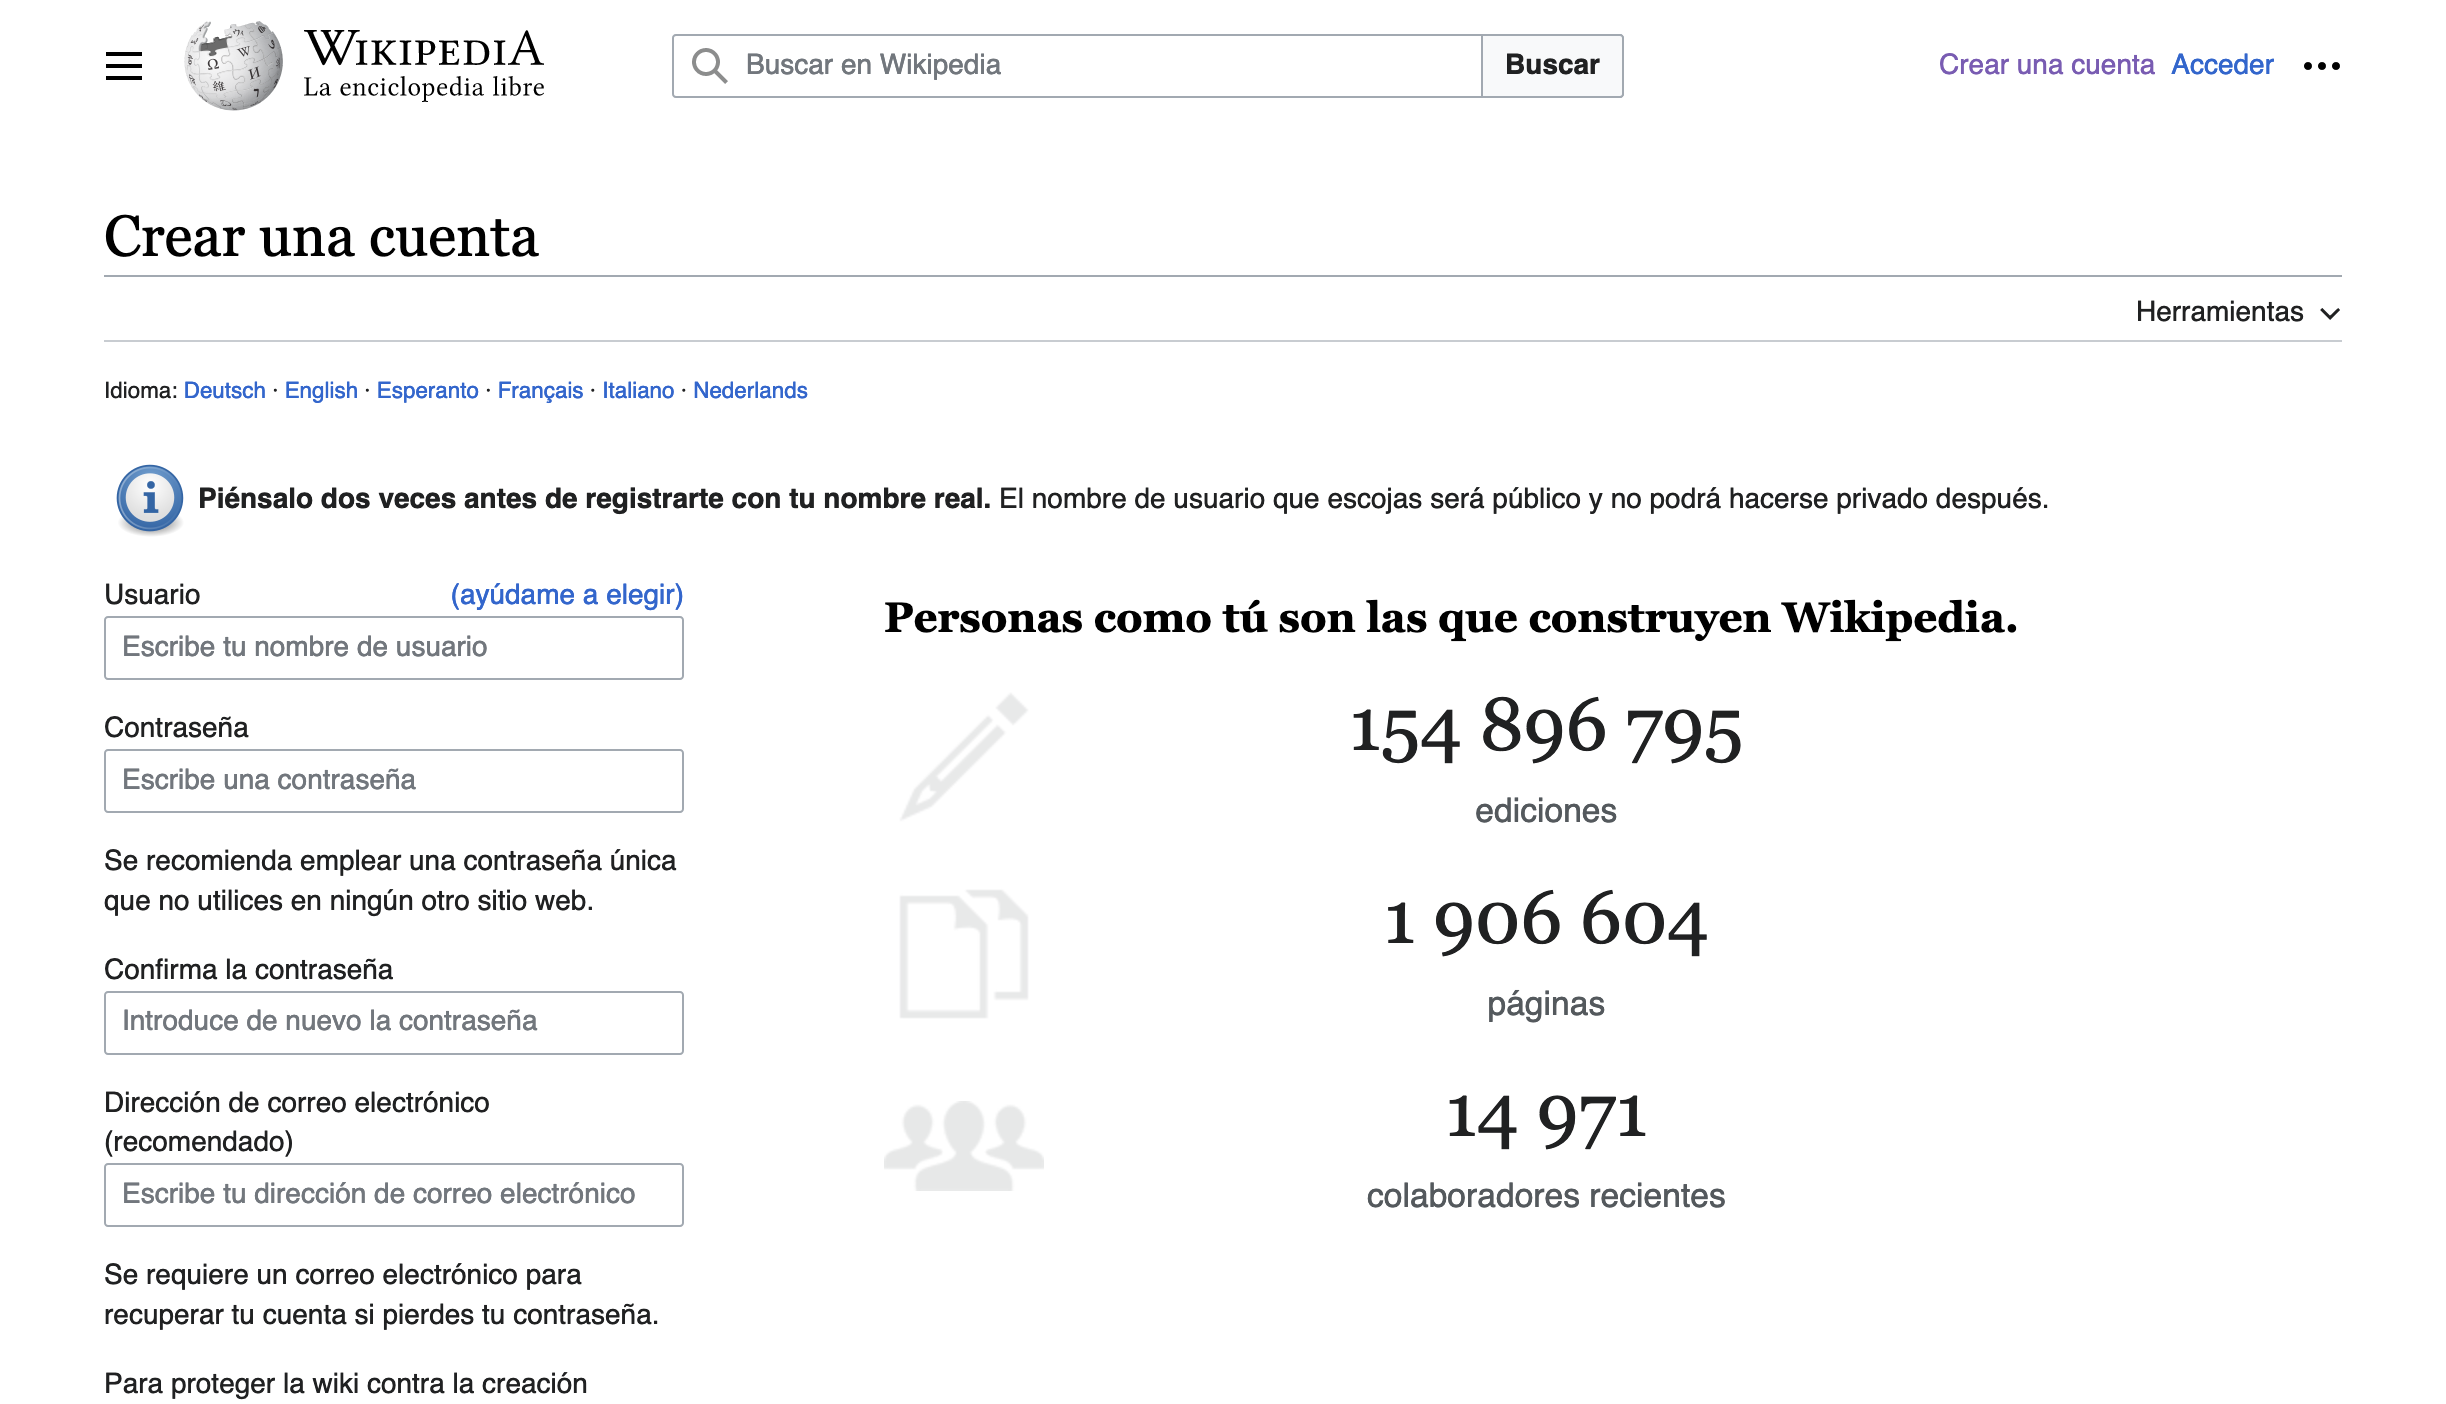 WIKIPEDIA
La enciclopedia libre
Buscar en Wikipedia
Buscar
Crear una cuenta Acceder
Crear una cuenta
Herramientas
Idioma: Deutsch · English · Esperanto · Français · Italiano · Nederlands
Piénsalo dos veces antes de registrarte con tu nombre real. El nombre de usuario que escojas será público y no podrá hacerse privado después.
Usuario (ayúdame a elegir)
Escribe tu nombre de usuario
Contraseña
Escribe una contraseña
Se recomienda emplear una contraseña única
que no utilices en ningún otro sitio web.
Confirma la contraseña
Introduce de nuevo la contraseña
Dirección de correo electrónico
(recomendado)
Escribe tu dirección de correo electrónico
Se requiere un correo electrónico para
recuperar tu cuenta si pierdes tu contraseña.
Para proteger la wiki contra la creación
Personas como tú son las que construyen Wikipedia.
154 896 795
ediciones
1 906 604
páginas
14 971
colaboradores recientes